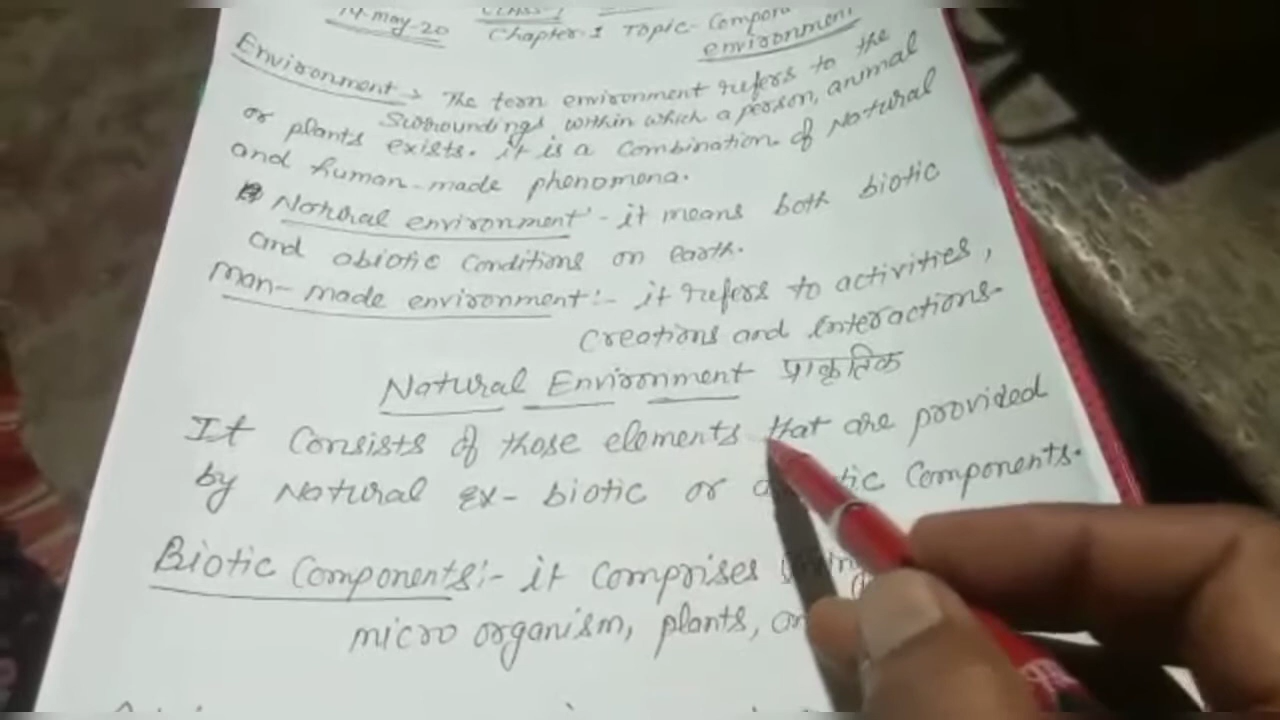 14-may-20 CLASS-7
Chapter-1 Topic- Compon
environment
Environment → The term environment refers to the
Surroundings within which a person, animal
or plants exists. it is a Combination of Natural
and human-made phenomena.
Natural environment - it means both biotic
and abiotic Conditions on Earth.
Man-made environment:- it refers to activities,
Creations and interactions-
Natural Environment प्राकृतिक
It Consists of those elements that are provided
by Natural ex- biotic or Components.
Biotic Components:- it Comprises
micro organism, plants,